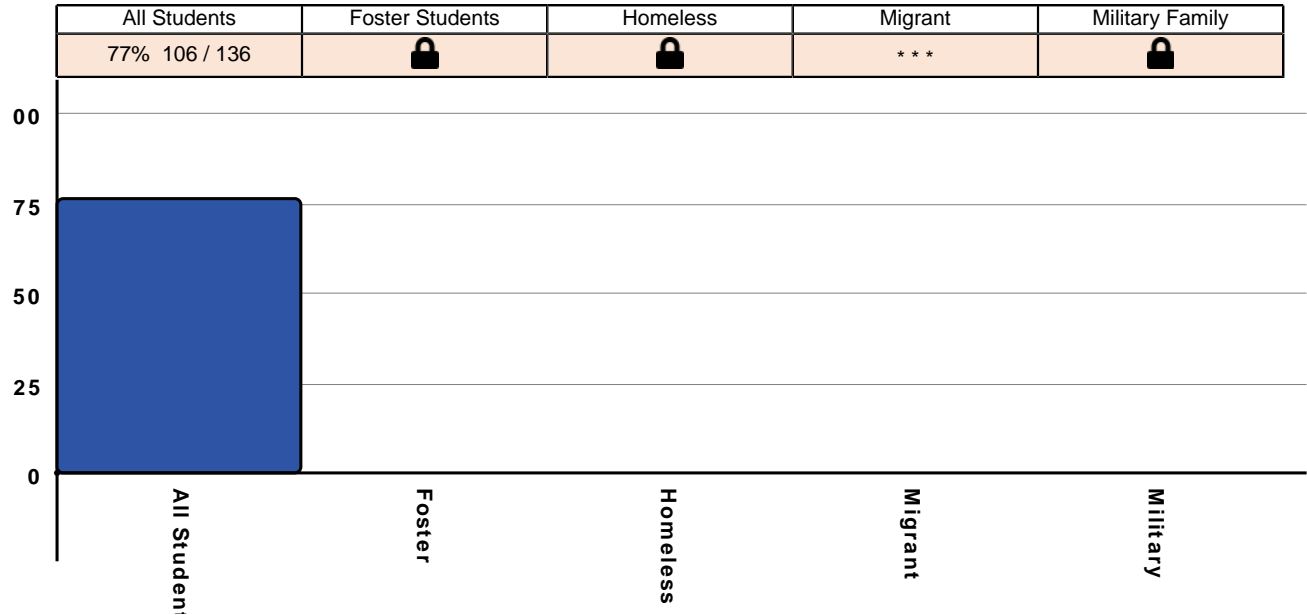 All Students Foster Students Homeless Migrant Military Family
77% 106 / 136 * * *
00
75
50
25
0
All Student
Foster
Homeless
Migrant
Military